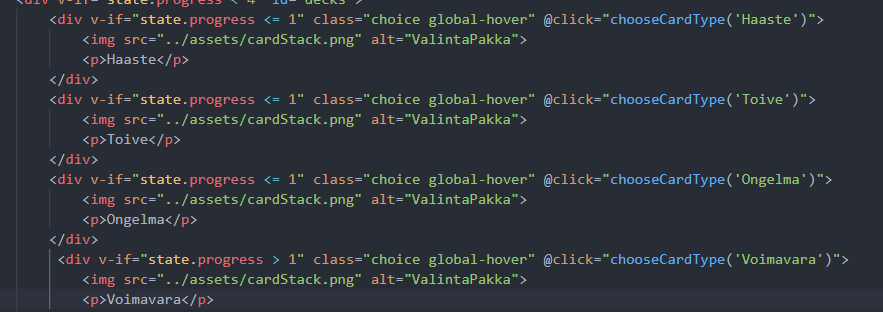 <div v-if="state.progress < 4" id="decks">
<div v-if="state.progress <= 1" class="choice global-hover" @click="chooseCardType('Haaste')">
<img src="../assets/cardStack.png" alt="ValintaPakka">
<p>Haaste</p>
</div>
<div v-if="state.progress <= 1" class="choice global-hover" @click="chooseCardType('Toive')">
<img src="../assets/cardStack.png" alt="ValintaPakka">
<p>Toive</p>
</div>
<div v-if="state.progress <= 1" class="choice global-hover" @click="chooseCardType('Ongelma')">
<img src="../assets/cardStack.png" alt="ValintaPakka">
<p>Ongelma</p>
</div>
<div v-if="state.progress > 1" class="choice global-hover" @click="chooseCardType('Voimavara')">
<img src="../assets/cardStack.png" alt="ValintaPakka">
<p>Voimavara</p>